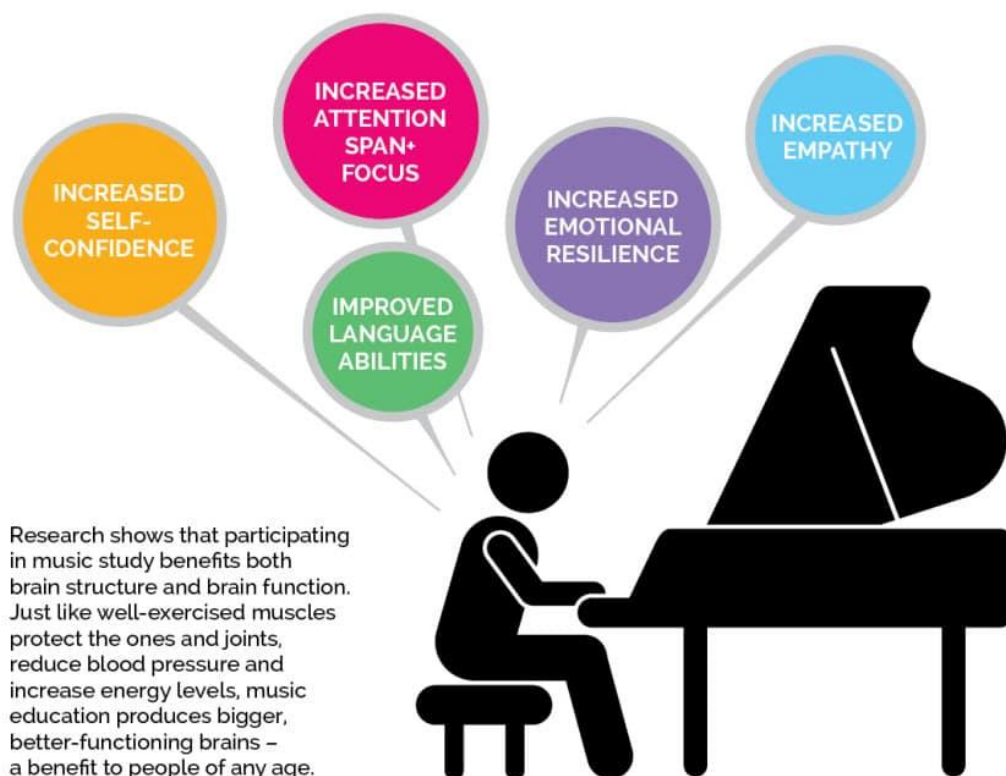 INCREASED
SELF-
CONFIDENCE
INCREASED
ATTENTION
SPAN+
FOCUS
IMPROVED
LANGUAGE
ABILITIES
INCREASED
EMOTIONAL
RESILIENCE
INCREASED
EMPATHY
Research shows that participating
in music study benefits both
brain structure and brain function.
Just like well-exercised muscles
protect the ones and joints,
reduce blood pressure and
increase energy levels, music
education produces bigger,
better-functioning brains –
a benefit to people of any age.